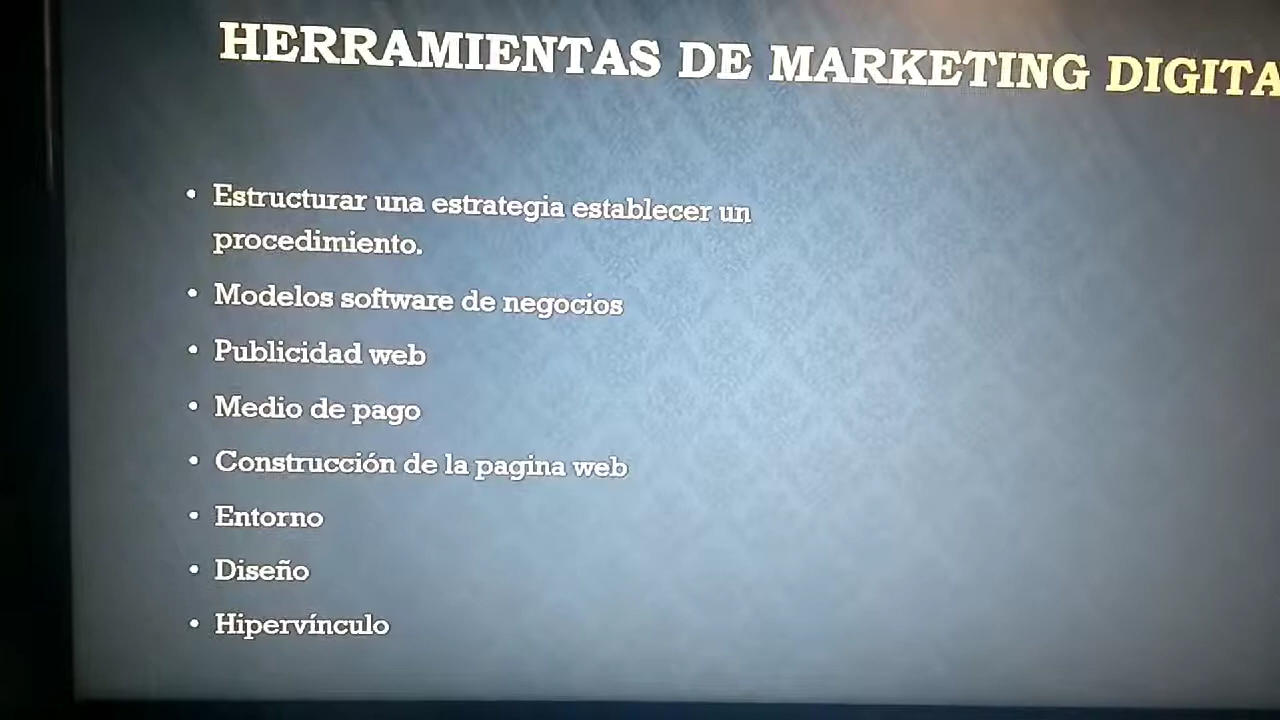 HERRAMIENTAS DE MARKETING DIGITA
• Estructurar una estrategia establecer un
procedimiento.
• Modelos software de negocios
• Publicidad web
• Medio de pago
• Construcción de la pagina web
• Entorno
• Diseño
• Hipervínculo